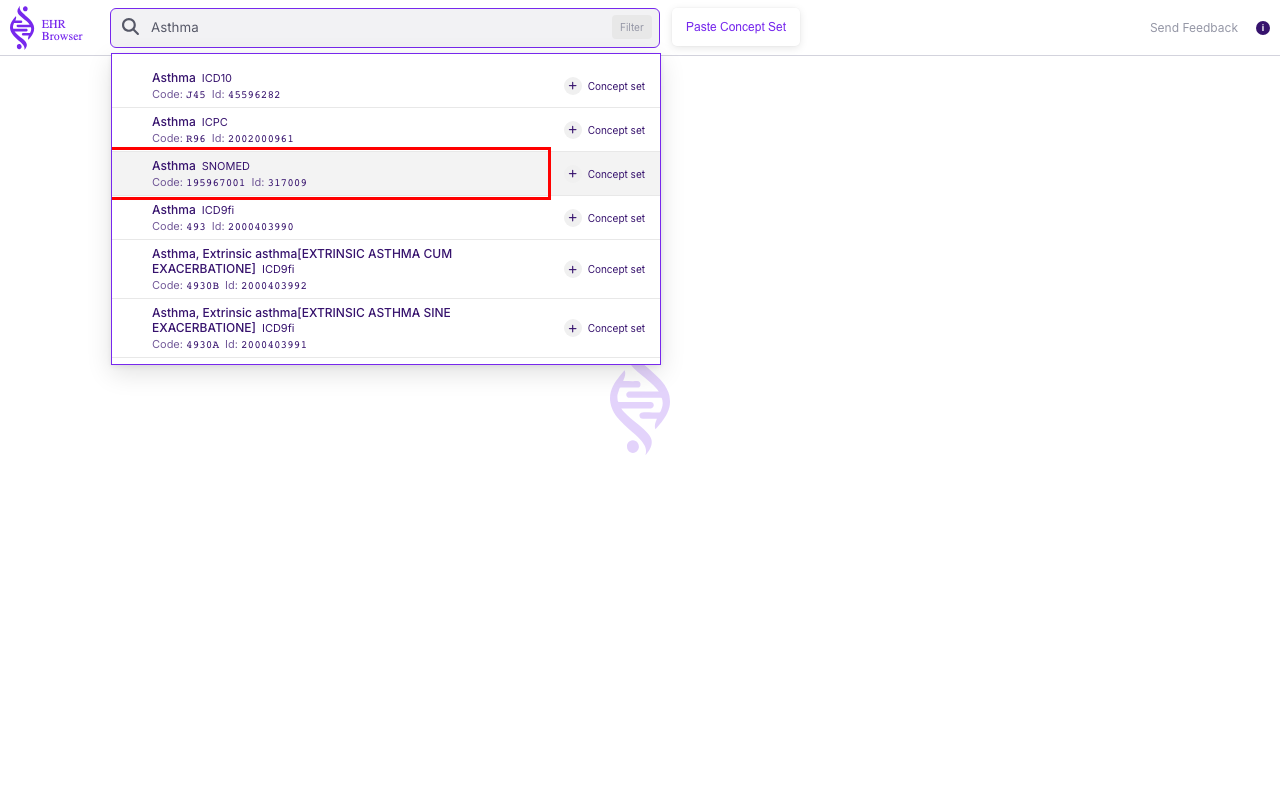 EHR
Browser
Asthma
Filter
Paste Concept Set
Send Feedback
i
Asthma ICD10
Code: J45 Id: 45596282
+ Concept set
Asthma ICPC
Code: R96 Id: 2002000961
+ Concept set
Asthma SNOMED
Code: 195967001 Id: 317009
+ Concept set
Asthma ICD9fi
Code: 493 Id: 2000403990
+ Concept set
Asthma, Extrinsic asthma[EXTRINSIC ASTHMA CUM
EXACERBATIONE] ICD9fi
Code: 4930B Id: 2000403992
+ Concept set
Asthma, Extrinsic asthma[EXTRINSIC ASTHMA SINE
EXACERBATIONE] ICD9fi
Code: 4930A Id: 2000403991
+ Concept set